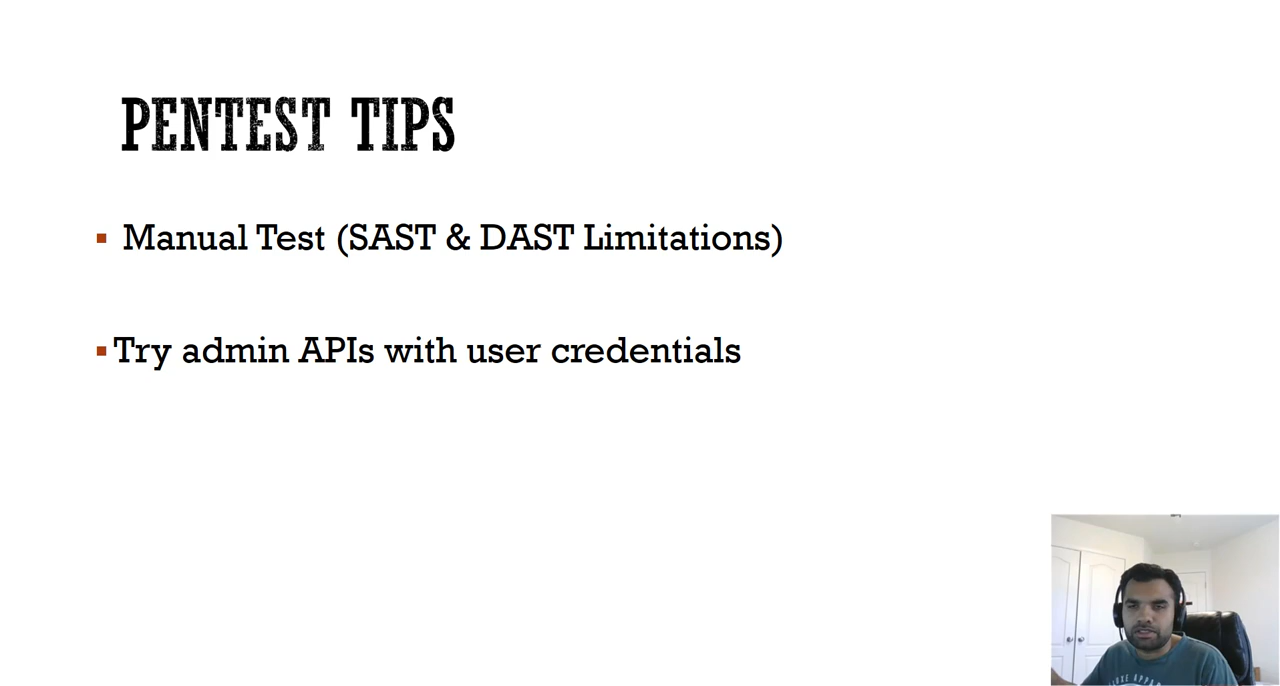 PENTEST TIPS
Manual Test (SAST & DAST Limitations)
Try admin APIs with user credentials